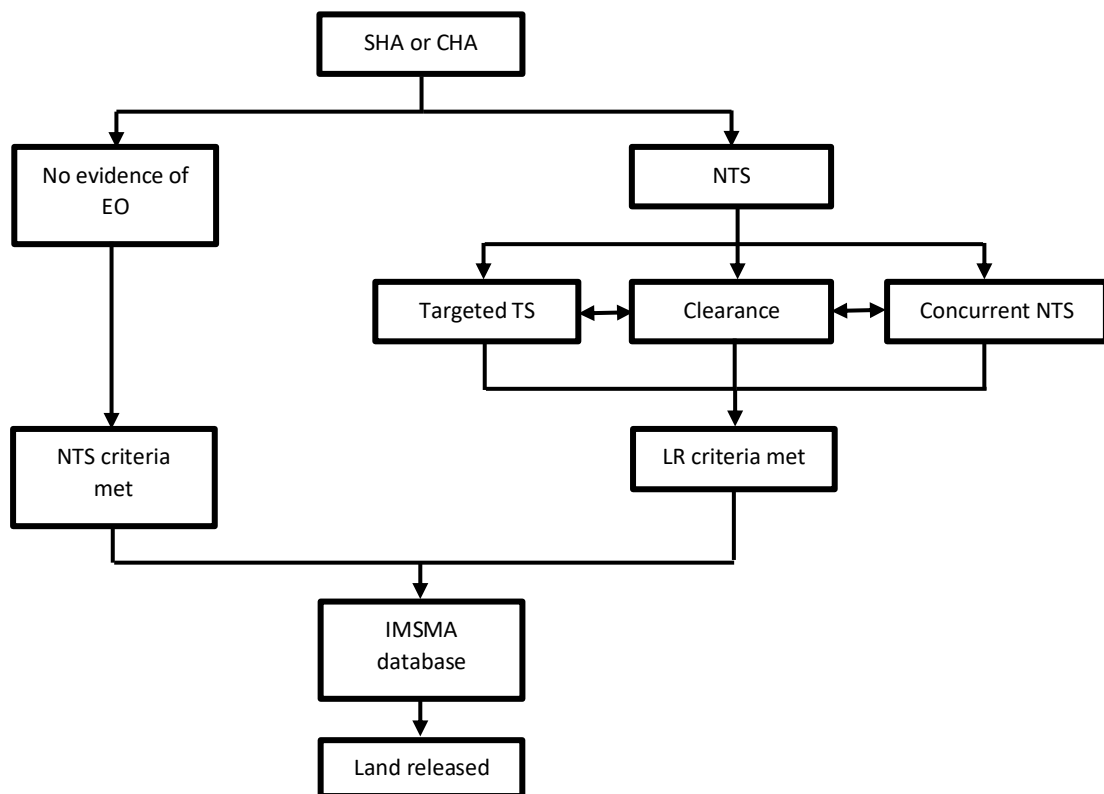 SHA or CHA
No evidence of
EO
NTS
Targeted TS
Clearance
Concurrent NTS
NTS criteria
met
LR criteria met
IMSMA
database
Land released